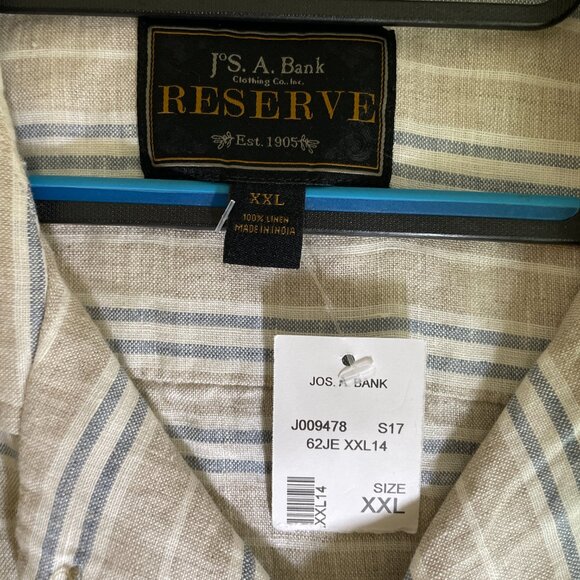 JOS. A. Bank
Clothing Co., Inc.
RESERVE
Est. 1905
XXL
100% LINEN
MADE IN INDIA
JOS. A. BANK
J009478 S17
62JE XXL14
SIZE
XXL
XXL14